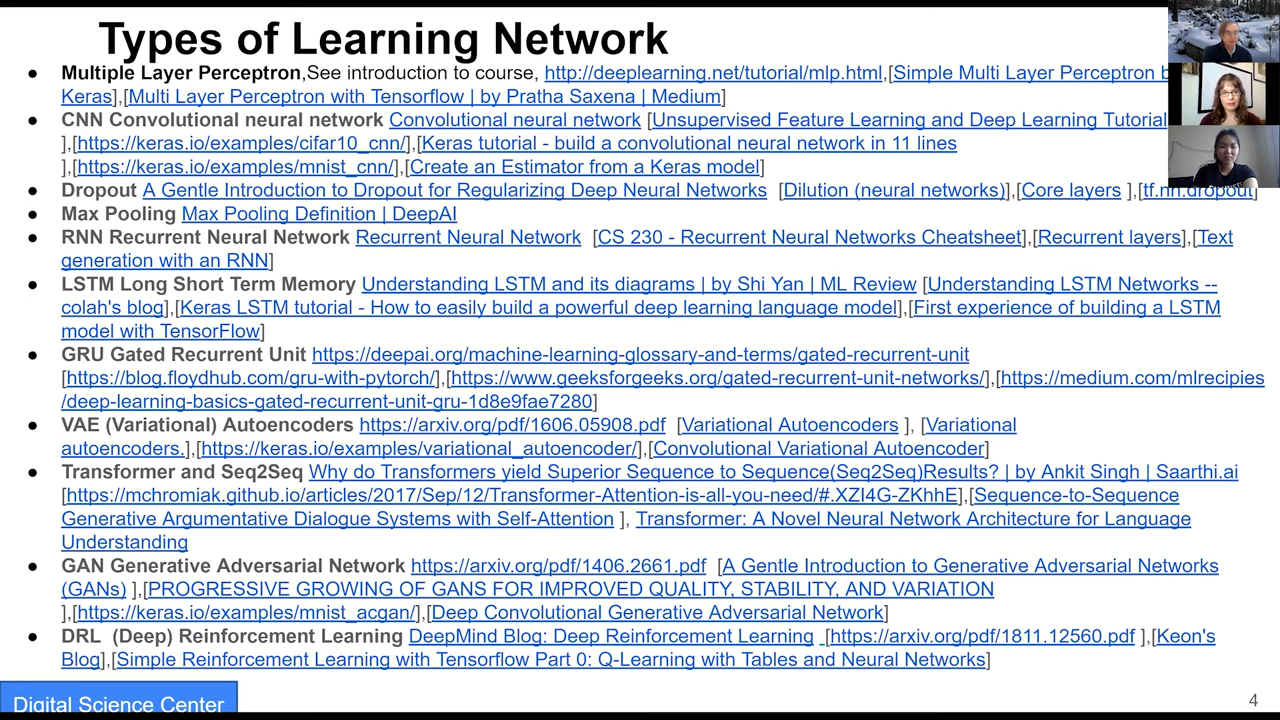 Types of Learning Network
● Multiple Layer Perceptron,See introduction to course, http://deeplearning.net/tutorial/mlp.html,[Simple Multi Layer Perceptron
Keras],[Multi Layer Perceptron with Tensorflow | by Pratha Saxena | Medium]
● CNN Convolutional neural network Convolutional neural network [Unsupervised Feature Learning and Deep Learning Tutorial
],[https://keras.io/examples/cifar10_cnn/],[Keras tutorial - build a convolutional neural network in 11 lines
],[https://keras.io/examples/mnist_cnn/],[Create an Estimator from a Keras model]
● Dropout A Gentle Introduction to Dropout for Regularizing Deep Neural Networks [Dilution (neural networks)],[Core layers ],[tf.nn.dropout]
● Max Pooling Max Pooling Definition | DeepAI
● RNN Recurrent Neural Network Recurrent Neural Network [CS 230 - Recurrent Neural Networks Cheatsheet],[Recurrent layers],[Text
generation with an RNN]
● LSTM Long Short Term Memory Understanding LSTM and its diagrams | by Shi Yan | ML Review [Understanding LSTM Networks --
colah's blog],[Keras LSTM tutorial - How to easily build a powerful deep learning language model],[First experience of building a LSTM
model with TensorFlow]
● GRU Gated Recurrent Unit https://deepai.org/machine-learning-glossary-and-terms/gated-recurrent-unit
[https://blog.floydhub.com/gru-with-pytorch/],[https://www.geeksforgeeks.org/gated-recurrent-unit-networks/],[https://medium.com/mlrecipies
/deep-learning-basics-gated-recurrent-unit-gru-1d8e9fae7280]
● VAE (Variational) Autoencoders https://arxiv.org/pdf/1606.05908.pdf [Variational Autoencoders ], [Variational
autoencoders.],[https://keras.io/examples/variational_autoencoder/],[Convolutional Variational Autoencoder]
● Transformer and Seq2Seq Why do Transformers yield Superior Sequence to Sequence(Seq2Seq)Results? | by Ankit Singh | Saarthi.ai
[https://mchromiak.github.io/articles/2017/Sep/12/Transformer-Attention-is-all-you-need/#.XZI4G-ZKhhE],[Sequence-to-Sequence
Generative Argumentative Dialogue Systems with Self-Attention ], Transformer: A Novel Neural Network Architecture for Language
Understanding
● GAN Generative Adversarial Network https://arxiv.org/pdf/1406.2661.pdf [A Gentle Introduction to Generative Adversarial Networks
(GANs) ],[PROGRESSIVE GROWING OF GANS FOR IMPROVED QUALITY, STABILITY, AND VARIATION
],[https://keras.io/examples/mnist_acgan/],[Deep Convolutional Generative Adversarial Network]
● DRL (Deep) Reinforcement Learning DeepMind Blog: Deep Reinforcement Learning [https://arxiv.org/pdf/1811.12560.pdf ],[Keon's
Blog],[Simple Reinforcement Learning with Tensorflow Part 0: Q-Learning with Tables and Neural Networks]
Digital Science Center
4